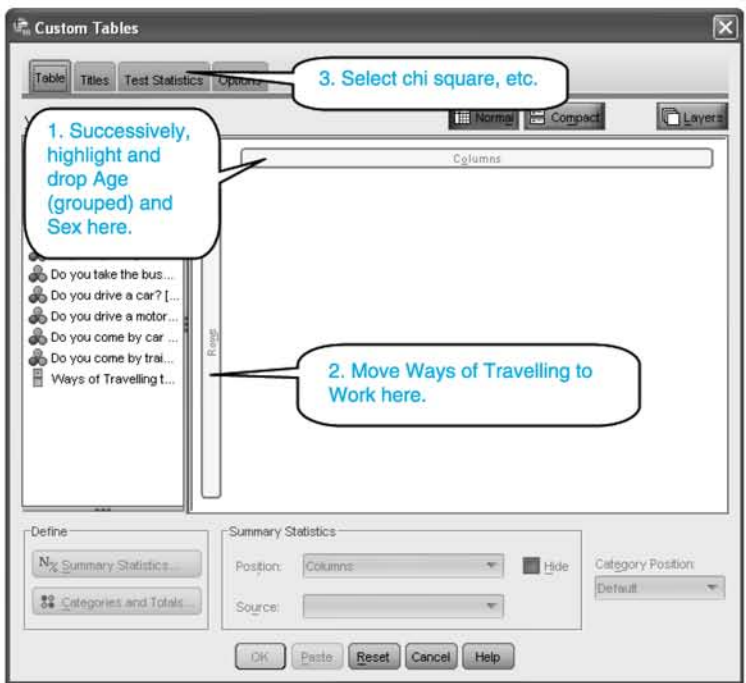 Custom Tables
Table Titles Test Statistics Options
3. Select chi square, etc.
Normal Compact Layers
1. Successively,
highlight and
drop Age
(grouped) and
Sex here.
Columns
Do you take the bus...
Do you drive a car? [...
Do you drive a motor...
Do you come by car ...
Do you come by trai...
Ways of Travelling t...
Rows
2. Move Ways of Travelling to
Work here.
Define
N% Summary Statistics...
Categories and Totals...
Summary Statistics
Position: Columns Hide
Source:
Category Position:
Default
OK Paste Reset Cancel Help